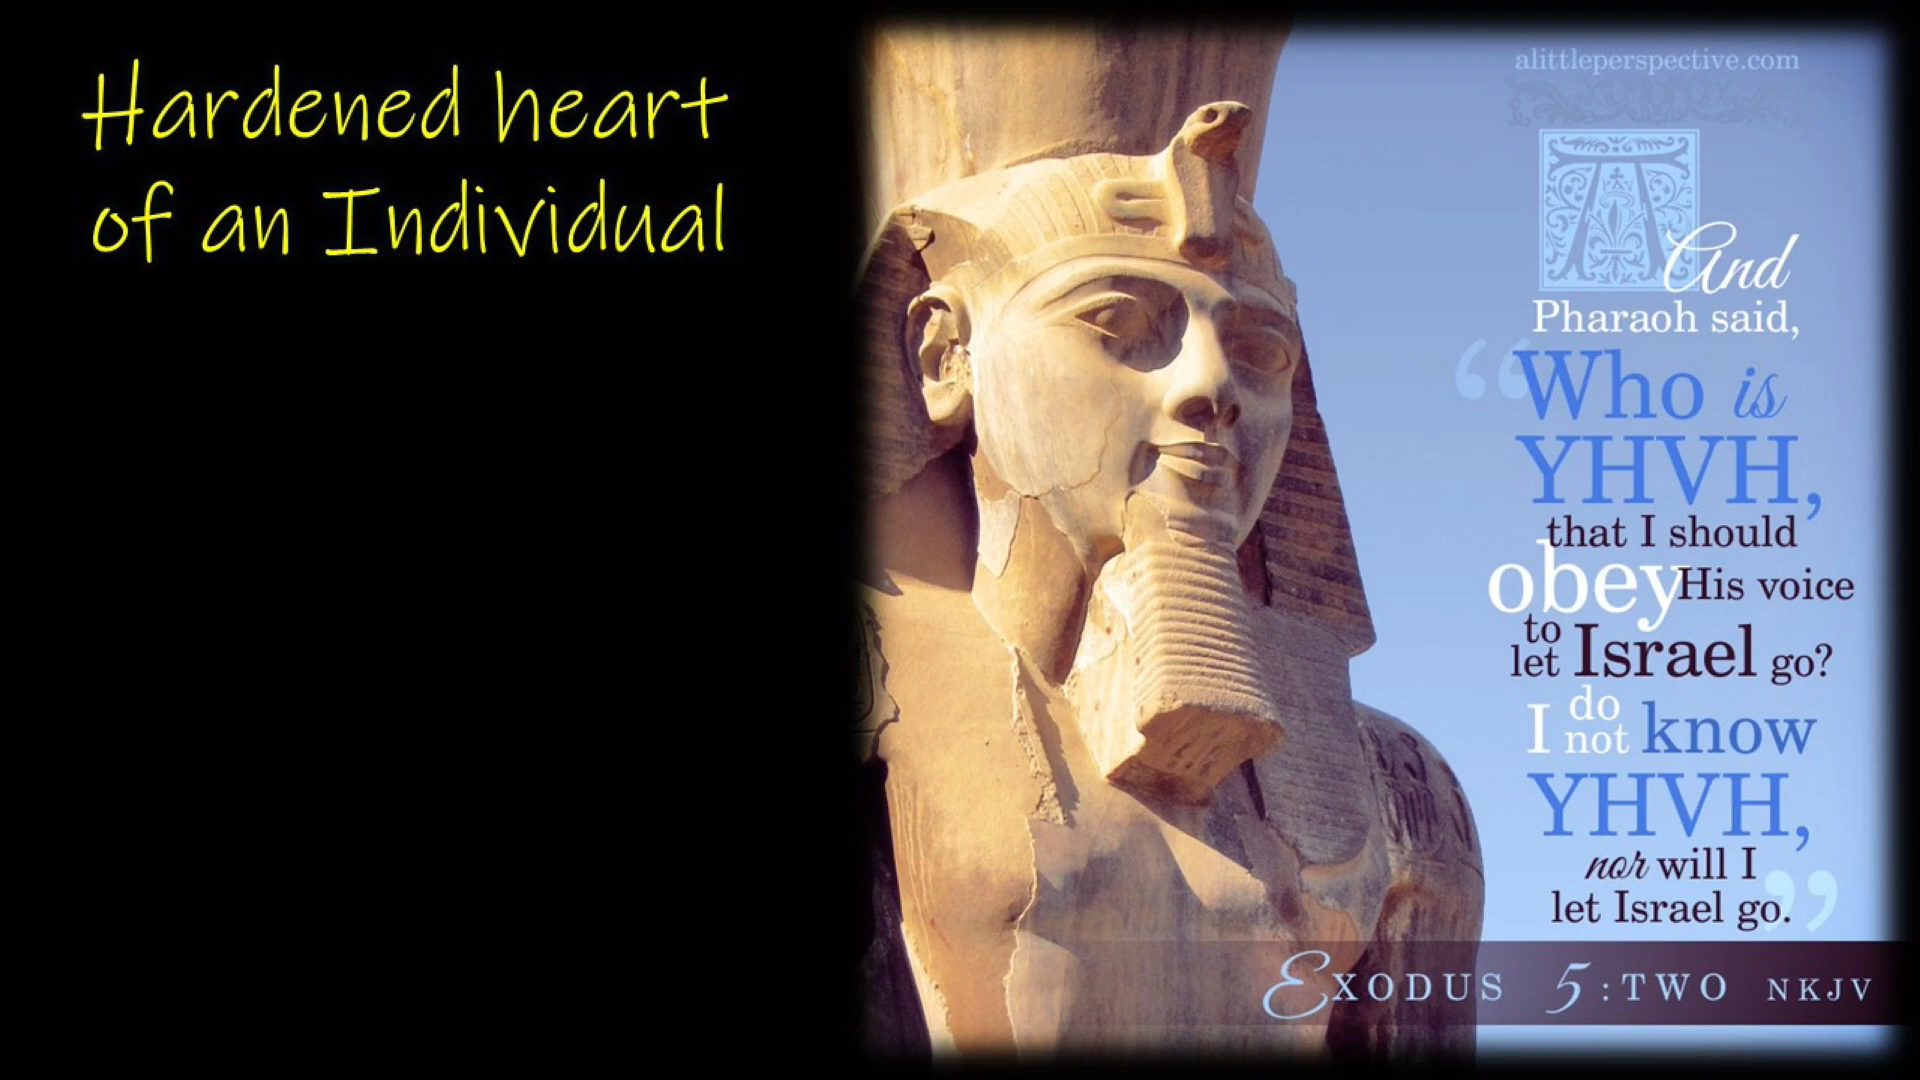 Hardened heart
of an Individual
alittleperspective.com
A
And
Pharaoh said,
“Who is
YHVH,
that I should
obey His voice
to
let Israel go?
I do not know
YHVH,
nor will I
let Israel go.”
EXODUS 5:TWO NKJV